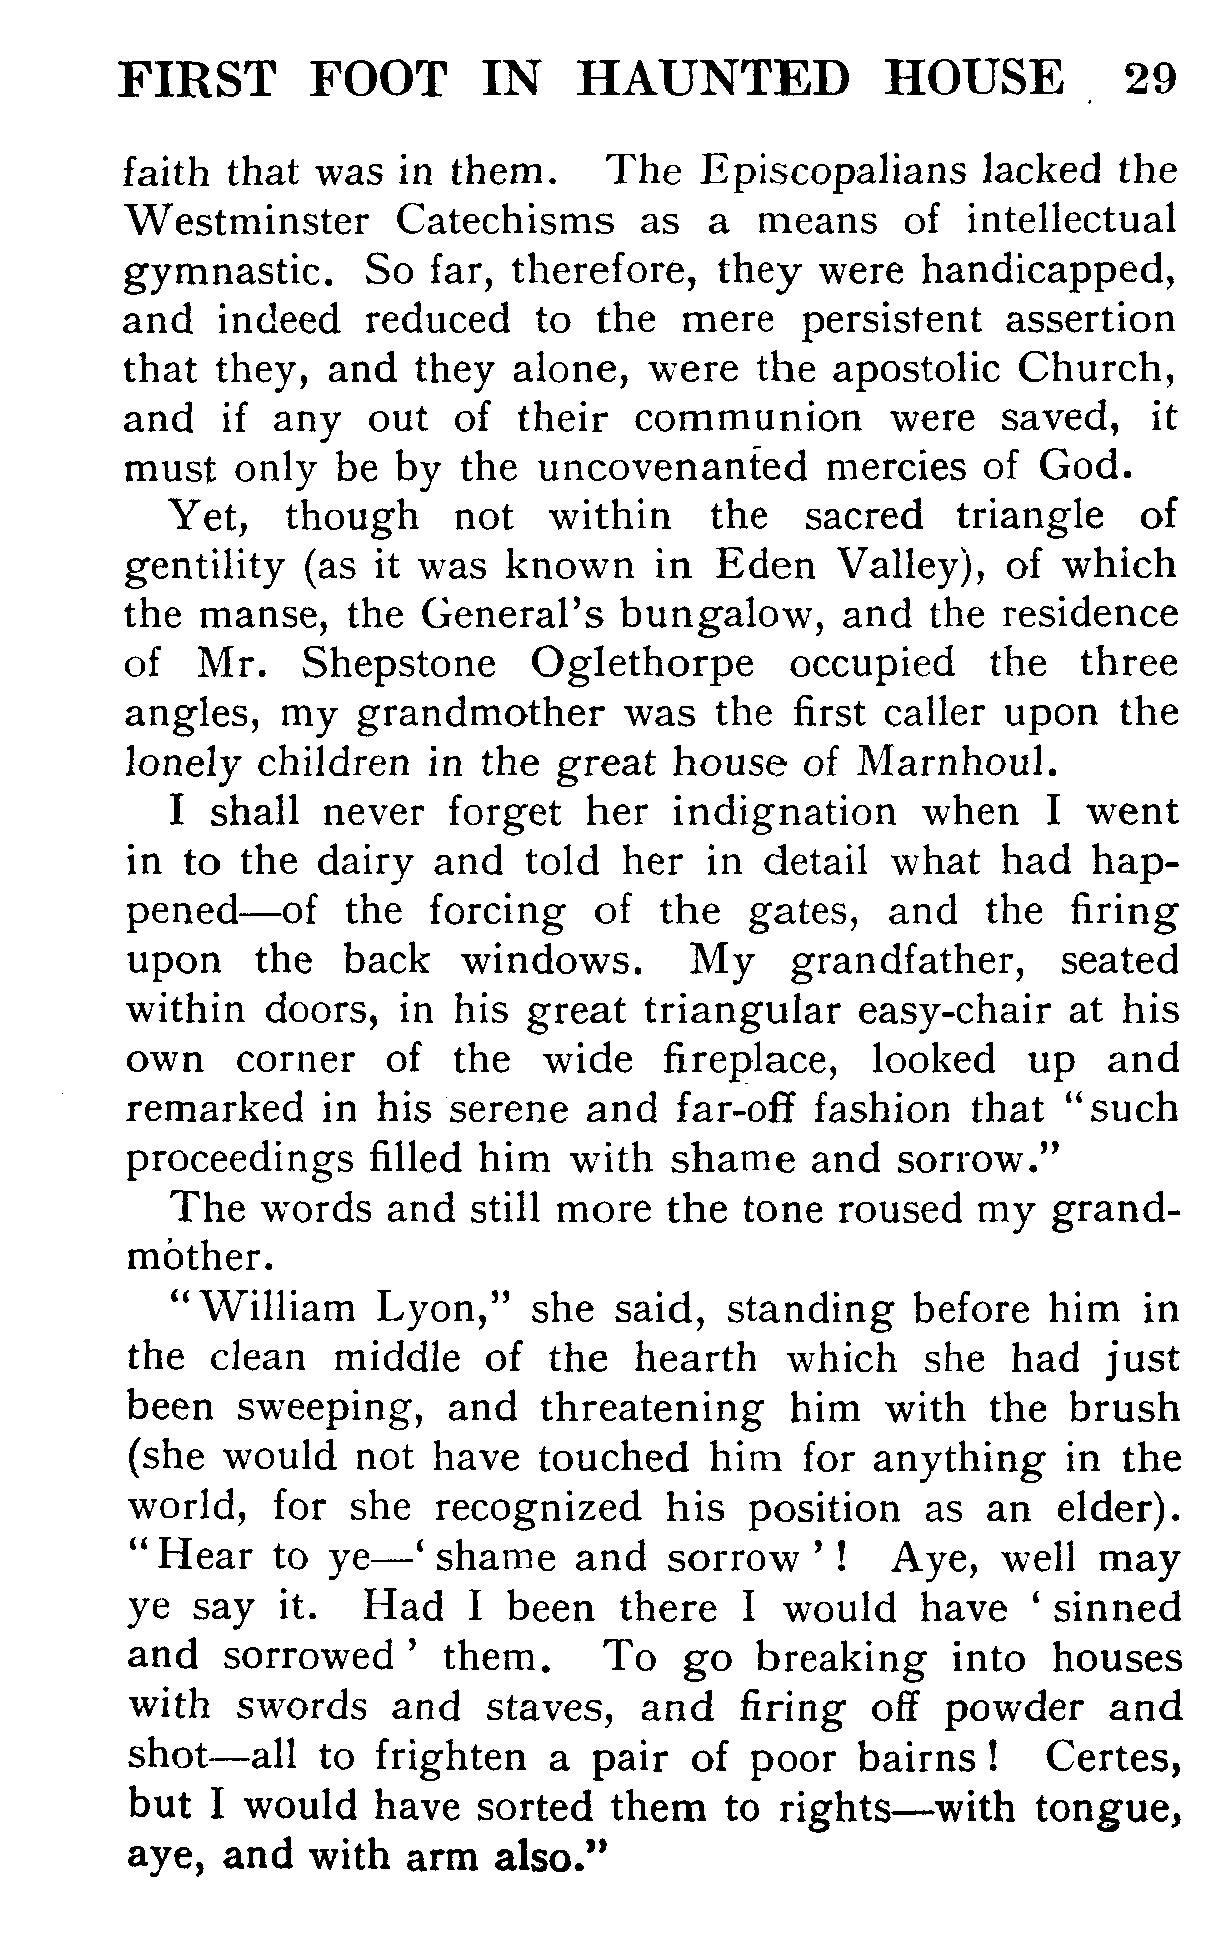 FIRST FOOT IN HAUNTED HOUSE 29
faith that was in them. The Episcopalians lacked the
Westminster Catechisms as a means of intellectual
gymnastic. So far, therefore, they were handicapped,
and indeed reduced to the mere persistent assertion
that they, and they alone, were the apostolic Church,
and if any out of their communion were saved, it
must only be by the uncovenanted mercies of God.
Yet, though not within the sacred triangle of
gentility (as it was known in Eden Valley), of which
the manse, the General's bungalow, and the residence
of Mr. Shepstone Oglethorpe occupied the three
angles, my grandmother was the first caller upon the
lonely children in the great house of Marnhoul.
I shall never forget her indignation when I went
in to the dairy and told her in detail what had hap-
pened—of the forcing of the gates, and the firing
upon the back windows. My grandfather, seated
within doors, in his great triangular easy-chair at his
own corner of the wide fireplace, looked up and
remarked in his serene and far-off fashion that "such
proceedings filled him with shame and sorrow."
The words and still more the tone roused my grand-
mother.
"William Lyon," she said, standing before him in
the clean middle of the hearth which she had just
been sweeping, and threatening him with the brush
(she would not have touched him for anything in the
world, for she recognized his position as an elder).
"Hear to ye—'shame and sorrow'! Aye, well may
ye say it. Had I been there I would have 'sinned
and sorrowed' them. To go breaking into houses
with swords and staves, and firing off powder and
shot—all to frighten a pair of poor bairns! Certes,
but I would have sorted them to rights—with tongue,
aye, and with arm also."